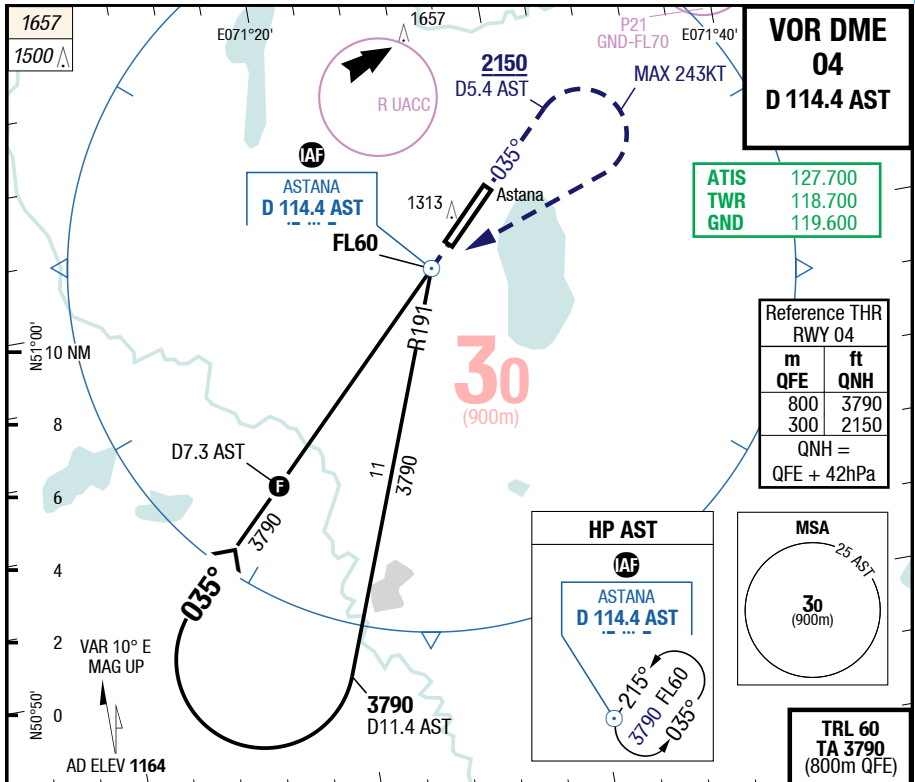 1657
1500
E071°20'
1657
P21
GND-FL70
E071°40'
VOR DME
04
D 114.4 AST
2150
D5.4 AST
MAX 243KT
R UACC
035°
IAF
ASTANA
D 114.4 AST
1313
Astana
FL60
ATIS 127.700
TWR 118.700
GND 119.600
R191
30
(900m)
Reference THR
RWY 04
m ft
QFE QNH
800 3790
300 2150
QNH =
QFE + 42hPa
N51°00'
10 NM
8
6
4
2
0
N50°50'
D7.3 AST
F
3790
11
3790
035°
VAR 10° E
MAG UP
AD ELEV 1164
3790
D11.4 AST
HP AST
IAF
ASTANA
D 114.4 AST
215°
3790 FL60
035°
MSA
25 AST
30
(900m)
TRL 60
TA 3790
(800m QFE)